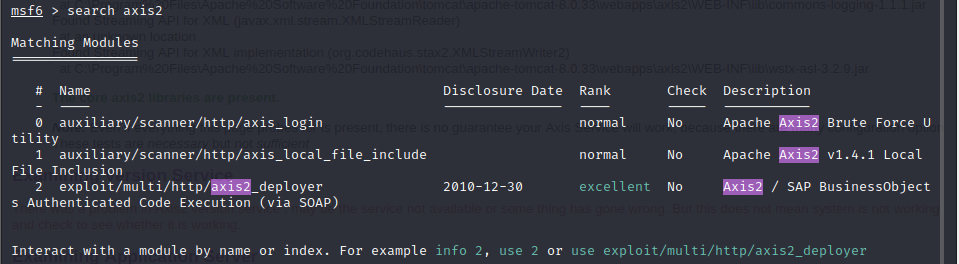 msf6 > search axis2
Matching Modules
================
# Name Disclosure Date Rank Check Description
- ---- --------------- ---- ----- -----------
0 auxiliary/scanner/http/axis_login normal No Apache Axis2 Brute Force U
tility
1 auxiliary/scanner/http/axis_local_file_include normal No Apache Axis2 v1.4.1 Local
File Inclusion
2 exploit/multi/http/axis2_deployer 2010-12-30 excellent No Axis2 / SAP BusinessObject
s Authenticated Code Execution (via SOAP)
Interact with a module by name or index. For example info 2, use 2 or use exploit/multi/http/axis2_deployer